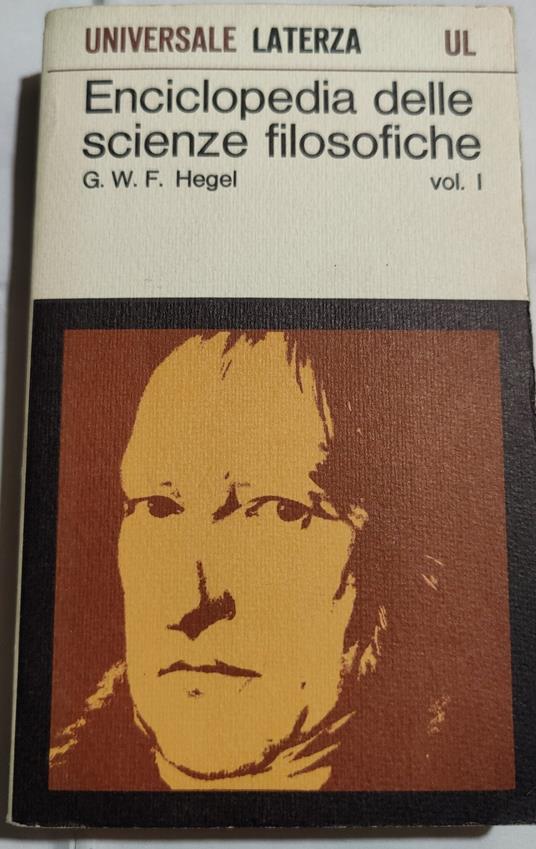 UNIVERSALE LATERZA UL
Enciclopedia delle
scienze filosofiche
G. W. F. Hegel vol. I